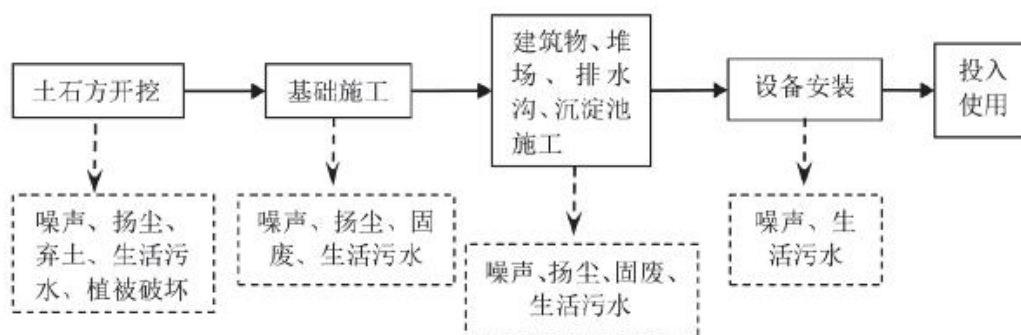 土石方开挖
基础施工
建筑物、堆
场、排水
沟、沉淀池
施工
设备安装
投入
使用
噪声、扬尘、
弃土、生活污
水、植被破坏
噪声、扬尘、固
废、生活污水
噪声、扬尘、固废、
生活污水
噪声、生
活污水